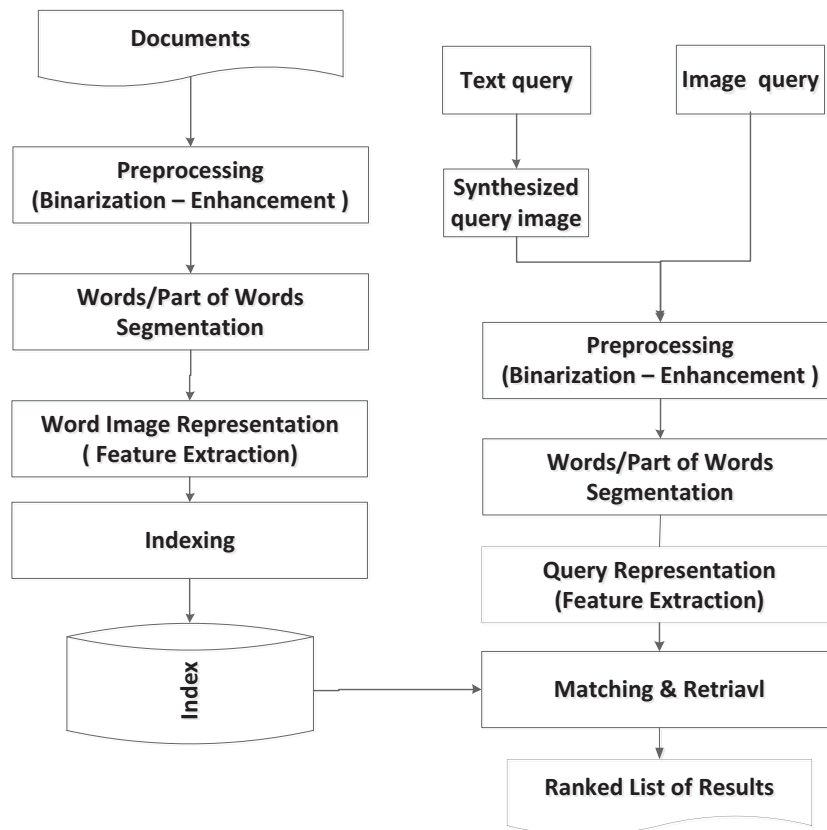 Documents
Preprocessing
(Binarization – Enhancement )
Words/Part of Words
Segmentation
Word Image Representation
( Feature Extraction)
Indexing
Index
Text query
Image query
Synthesized
query image
Preprocessing
(Binarization – Enhancement )
Words/Part of Words
Segmentation
Query Representation
(Feature Extraction)
Matching & Retriavl
Ranked List of Results